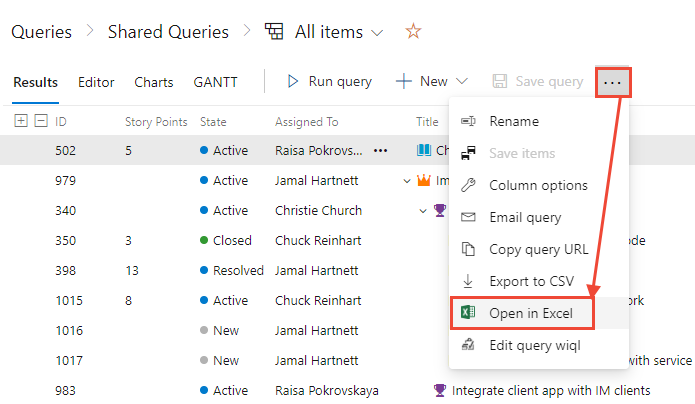 Queries > Shared Queries > All items
Results Editor Charts GANTT Run query New Save query ...
ID Story Points State Assigned To Title
Rename
502 5 Active Raisa Pokrovs... ... Ch
Save items
979 Active Jamal Hartnett Im
Column options
340 Active Christie Church
Email query
350 3 Closed Chuck Reinhart ode
Copy query URL
398 13 Resolved Jamal Hartnett
Export to CSV
1015 8 Active Chuck Reinhart ork
Open in Excel
1016 New Jamal Hartnett
Edit query wiql
1017 New Jamal Hartnett with service
983 Active Raisa Pokrovskaya Integrate client app with IM clients